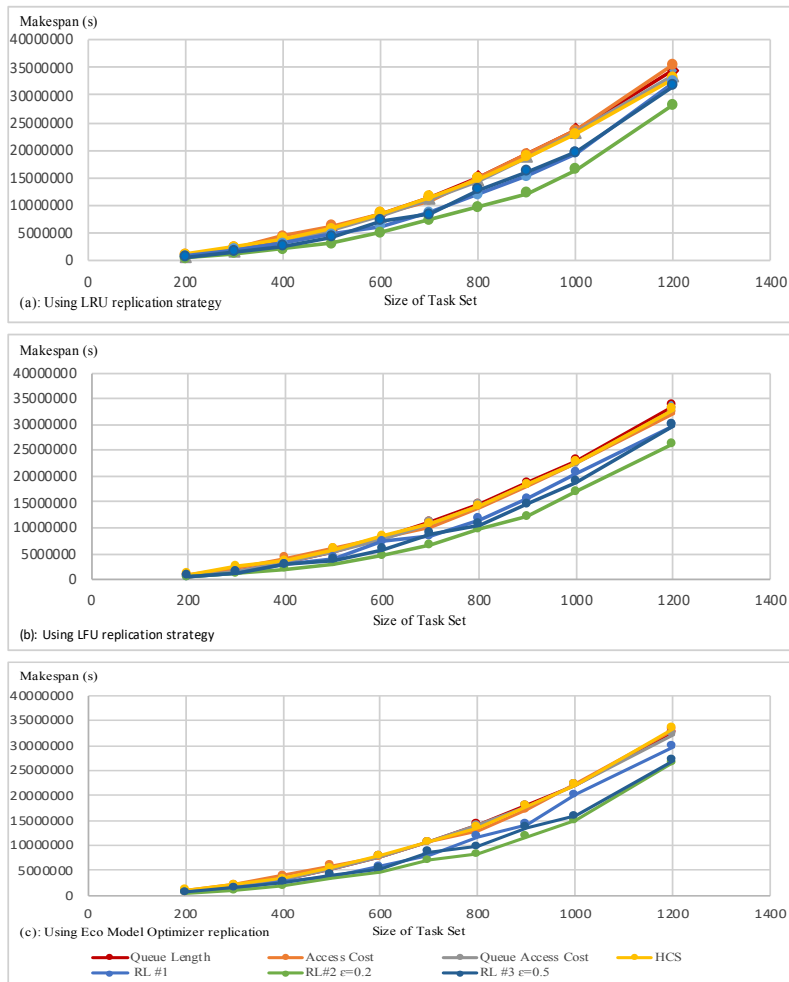 Makespan (s)
40000000
35000000
30000000
25000000
20000000
15000000
10000000
5000000
0
0 200 400 600 800 1000 1200 1400
Size of Task Set
(a): Using LRU replication strategy
Makespan (s)
40000000
35000000
30000000
25000000
20000000
15000000
10000000
5000000
0
0 200 400 600 800 1000 1200 1400
Size of Task Set
(b): Using LFU replication strategy
Makespan (s)
40000000
35000000
30000000
25000000
20000000
15000000
10000000
5000000
0
0 200 400 600 800 1000 1200 1400
Size of Task Set
(c): Using Eco Model Optimizer replication
Queue Length Access Cost Queue Access Cost HCS
RL #1 RL#2 ε=0.2 RL #3 ε=0.5